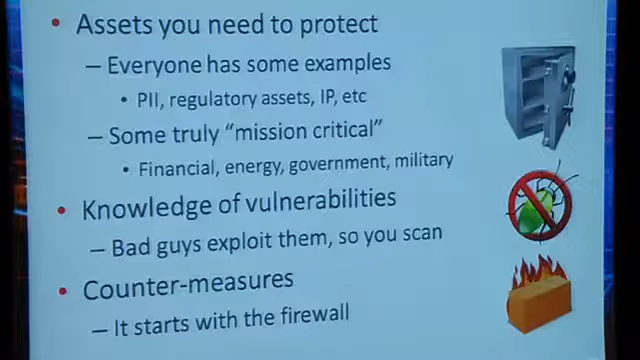 • Assets you need to protect
– Everyone has some examples
• PII, regulatory assets, IP, etc
– Some truly “mission critical”
• Financial, energy, government, military
• Knowledge of vulnerabilities
– Bad guys exploit them, so you scan
• Counter-measures
– It starts with the firewall